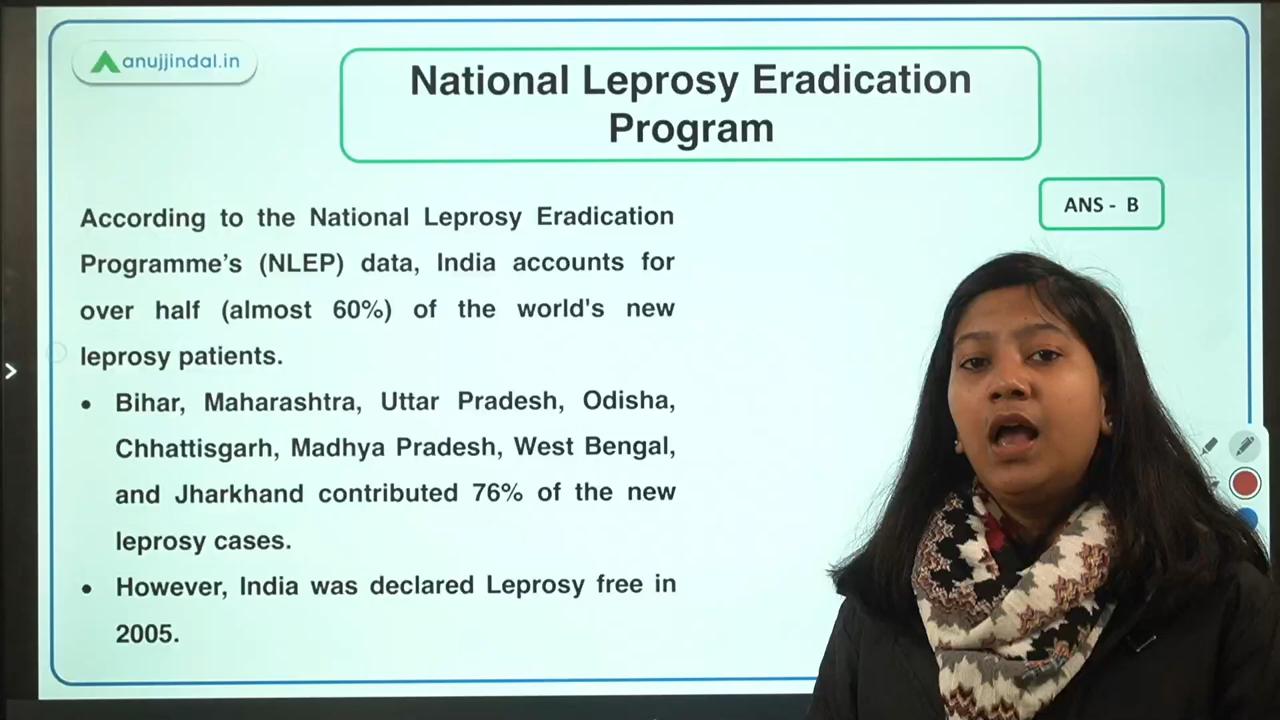 anujjindal.in
National Leprosy Eradication
Program
ANS - B
According to the National Leprosy Eradication
Programme's (NLEP) data, India accounts for
over half (almost 60%) of the world's new
leprosy patients.
• Bihar, Maharashtra, Uttar Pradesh, Odisha,
Chhattisgarh, Madhya Pradesh, West Bengal,
and Jharkhand contributed 76% of the new
leprosy cases.
• However, India was declared Leprosy free in
2005.